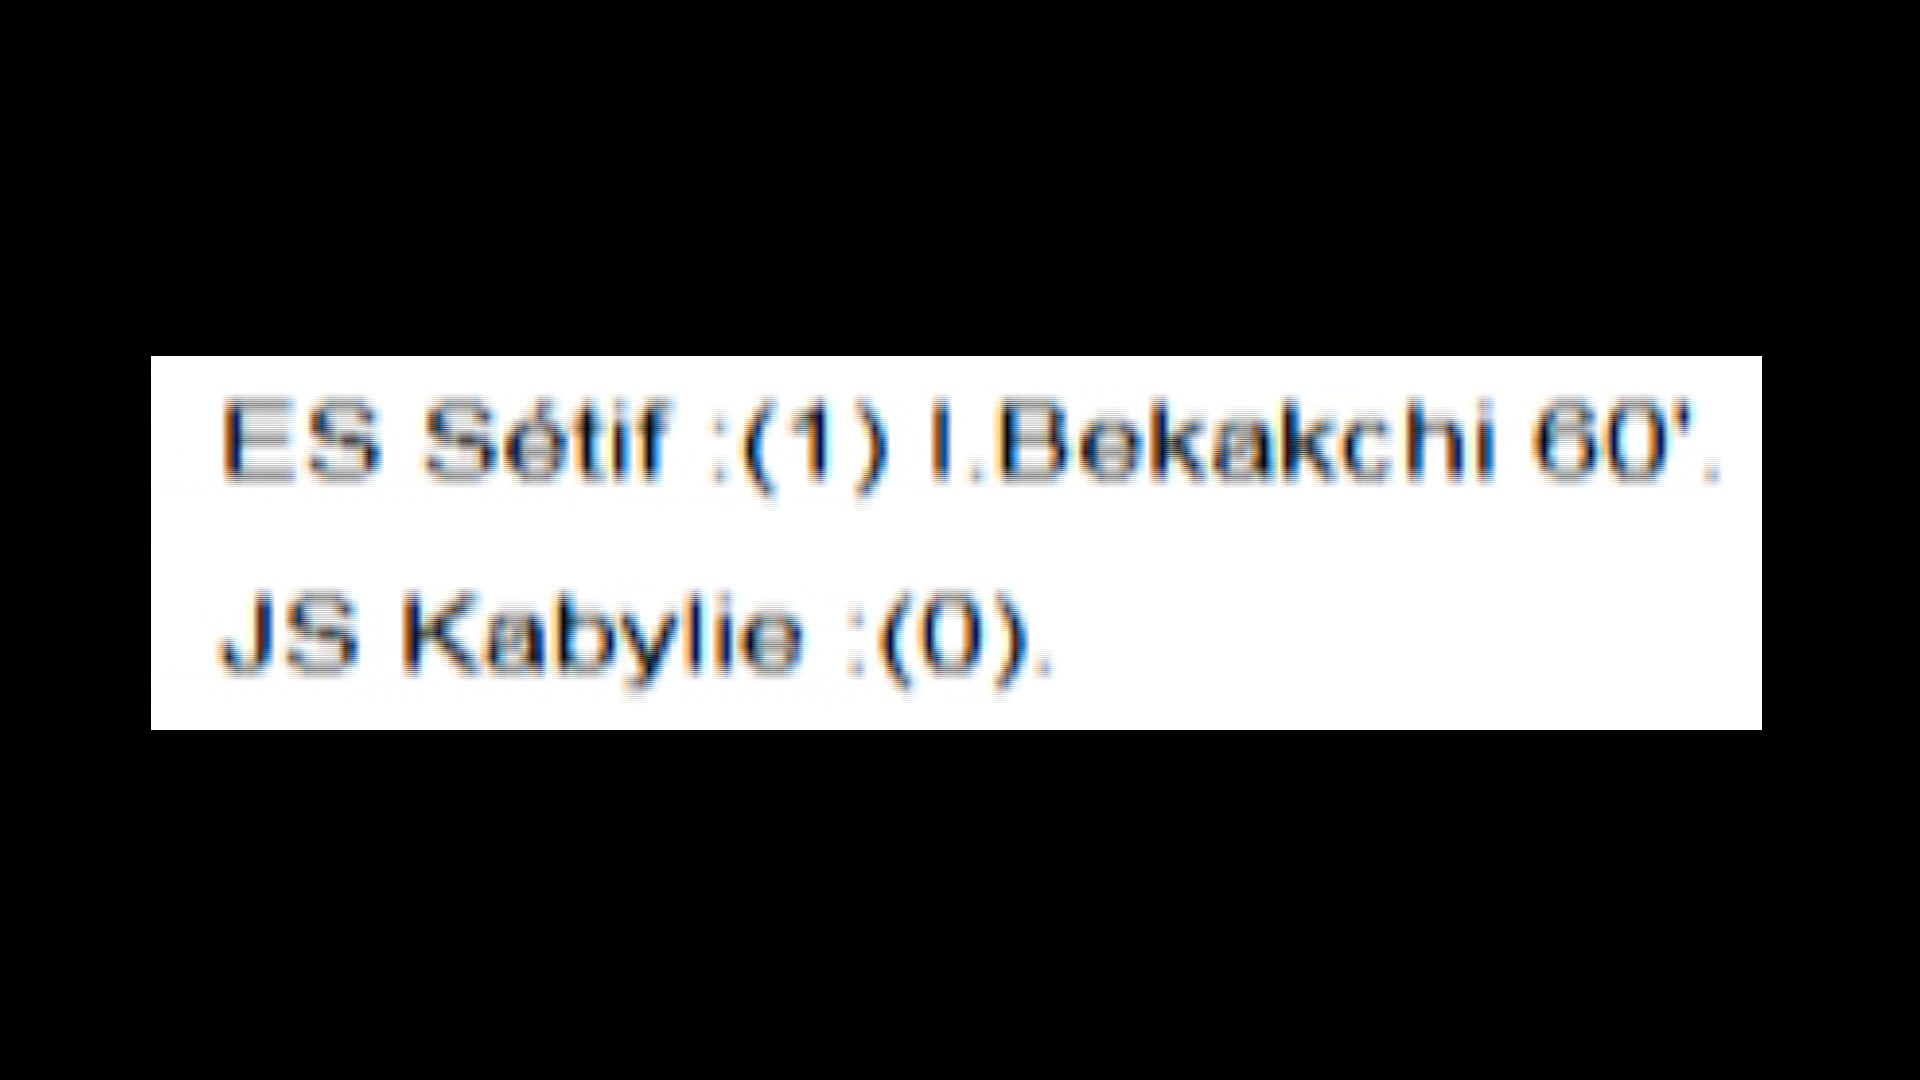 ES Sétif :(1) I.Bekakchi 60'.
JS Kabylie :(0).